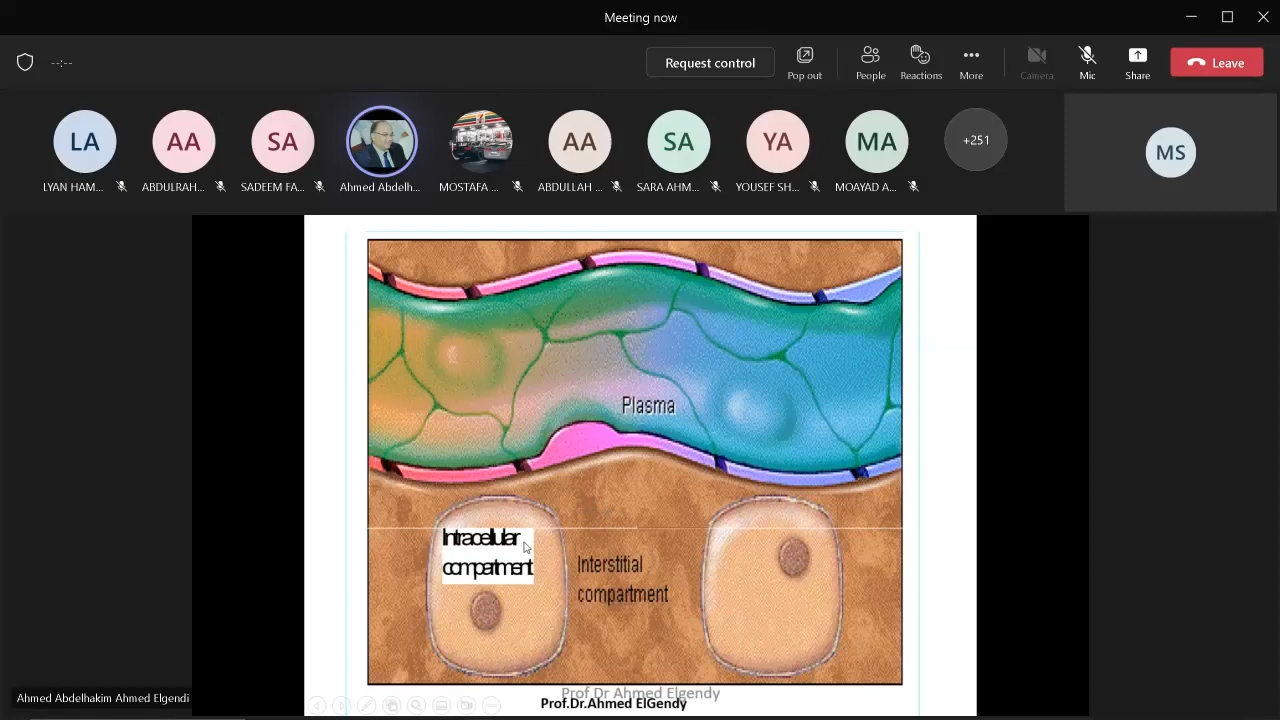 Meeting now
--:--
Request control
Pop out
People
Reactions
More
Camera
Mic
Share
Leave
LA
AA
SA
AA
SA
YA
MA
+251
MS
LYAN HAM...
ABDULRAH...
SADEEM FA...
Ahmed Abdelh...
MOSTAFA ...
ABDULLAH ...
SARA AHM...
YOUSEF SH...
MOAYAD A...
Plasma
Intracellular
compartment
Interstitial
compartment
Prof Dr Ahmed Elgendy
Prof.Dr.Ahmed ElGendy
Ahmed Abdelhakim Ahmed Elgendi